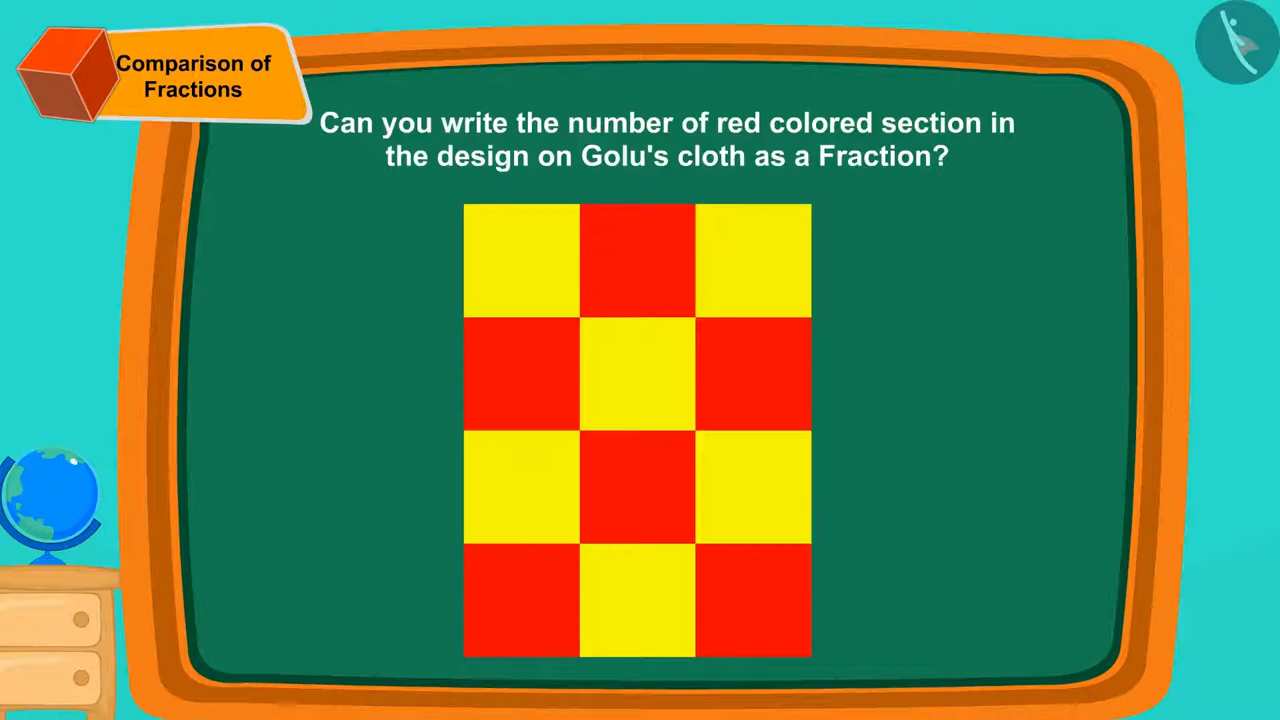 Comparison of
Fractions
Can you write the number of red colored section in
the design on Golu's cloth as a Fraction?